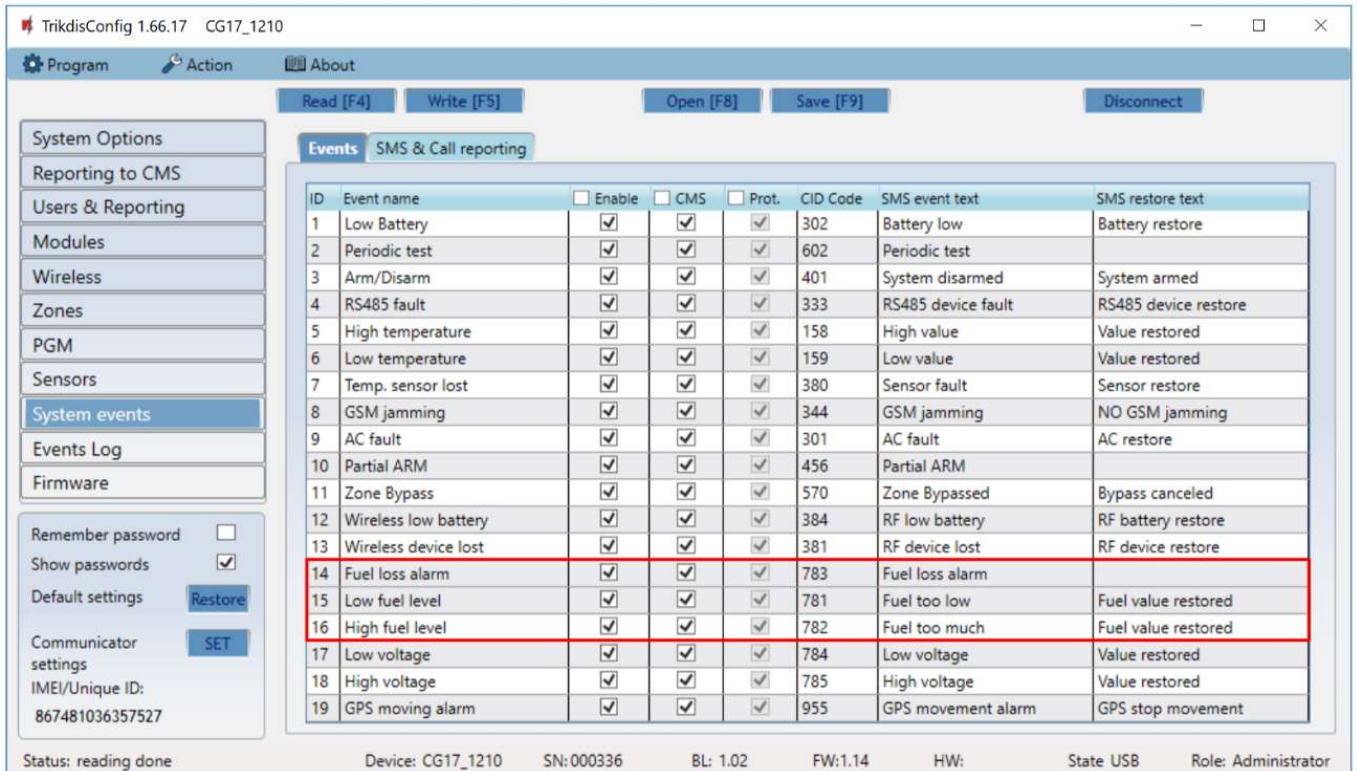 TrikdisConfig 1.66.17 CG17_1210
Program Action About
Read [F4] Write [F5] Open [F8] Save [F9] Disconnect
System Options
Reporting to CMS
Users & Reporting
Modules
Wireless
Zones
PGM
Sensors
System events
Events Log
Firmware
Remember password
Show passwords
Default settings Restore
Communicator settings SET
IMEI/Unique ID:
867481036357527
Events SMS & Call reporting
ID Event name Enable CMS Prot. CID Code SMS event text SMS restore text
1 Low Battery 302 Battery low Battery restore
2 Periodic test 602 Periodic test
3 Arm/Disarm 401 System disarmed System armed
4 RS485 fault 333 RS485 device fault RS485 device restore
5 High temperature 158 High value Value restored
6 Low temperature 159 Low value Value restored
7 Temp. sensor lost 380 Sensor fault Sensor restore
8 GSM jamming 344 GSM jamming NO GSM jamming
9 AC fault 301 AC fault AC restore
10 Partial ARM 456 Partial ARM
11 Zone Bypass 570 Zone Bypassed Bypass canceled
12 Wireless low battery 384 RF low battery RF battery restore
13 Wireless device lost 381 RF device lost RF device restore
14 Fuel loss alarm 783 Fuel loss alarm
15 Low fuel level 781 Fuel too low Fuel value restored
16 High fuel level 782 Fuel too much Fuel value restored
17 Low voltage 784 Low voltage Value restored
18 High voltage 785 High voltage Value restored
19 GPS moving alarm 955 GPS movement alarm GPS stop movement
Status: reading done Device: CG17_1210 SN:000336 BL: 1.02 FW:1.14 HW: State USB Role: Administrator